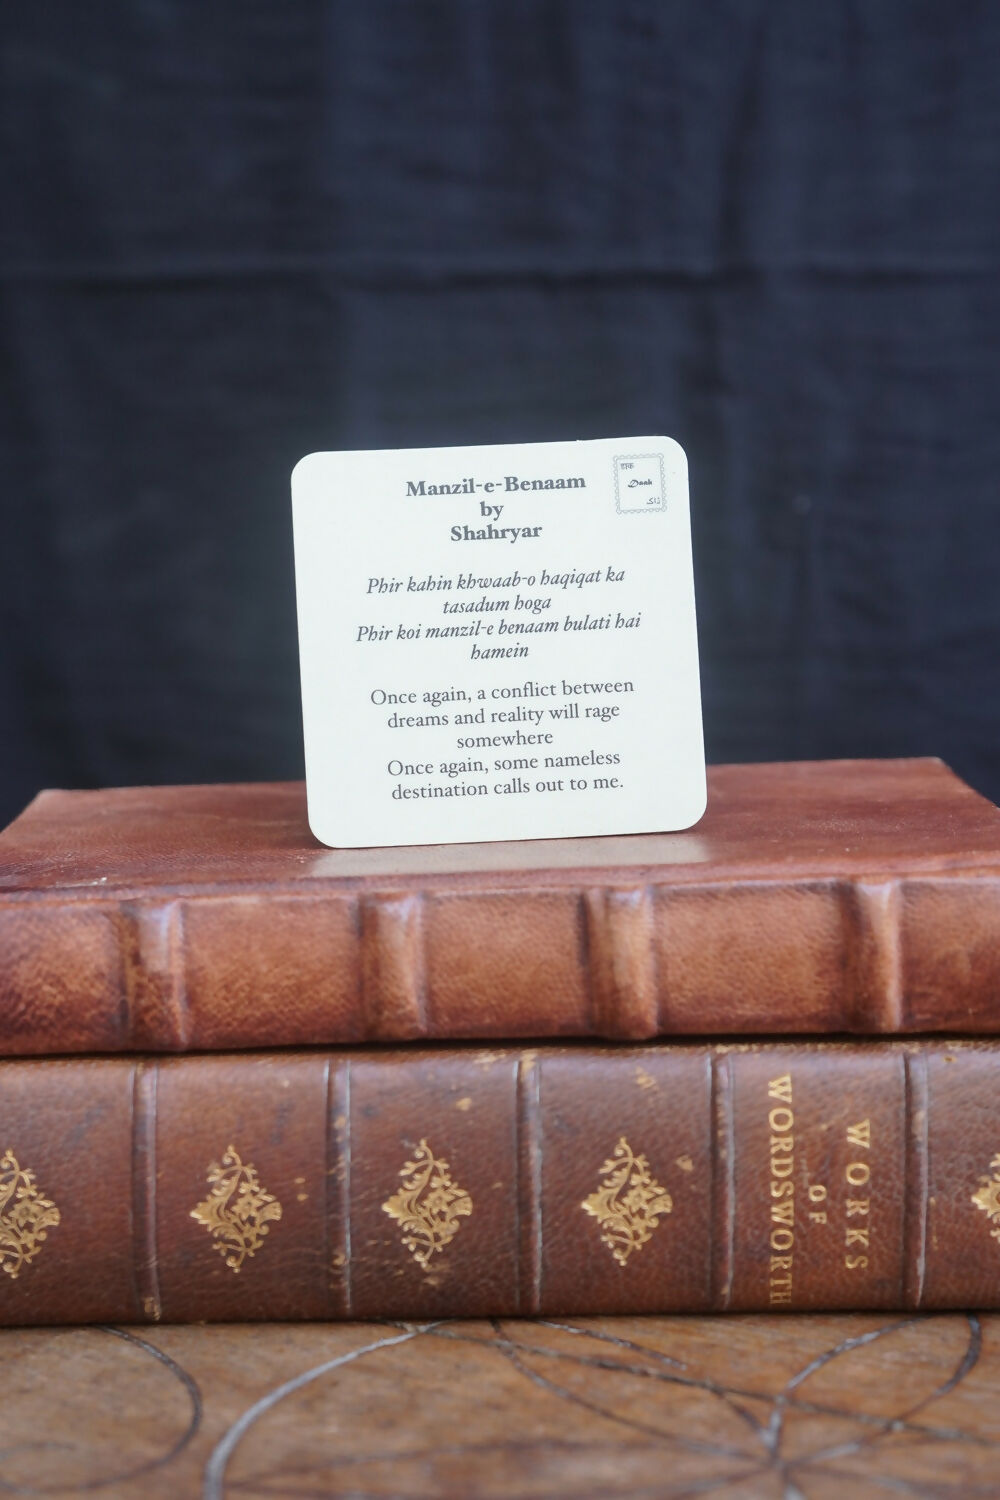 Manzil-e-Benaam
by
Shahryar
डाक
Daak
ڈاک
Phir kahin khwaab-o haqiqat ka
tasadum hoga
Phir koi manzil-e benaam bulati hai
hamein
Once again, a conflict between
dreams and reality will rage
somewhere
Once again, some nameless
destination calls out to me.
WORKS
OF
WORDSWORTH